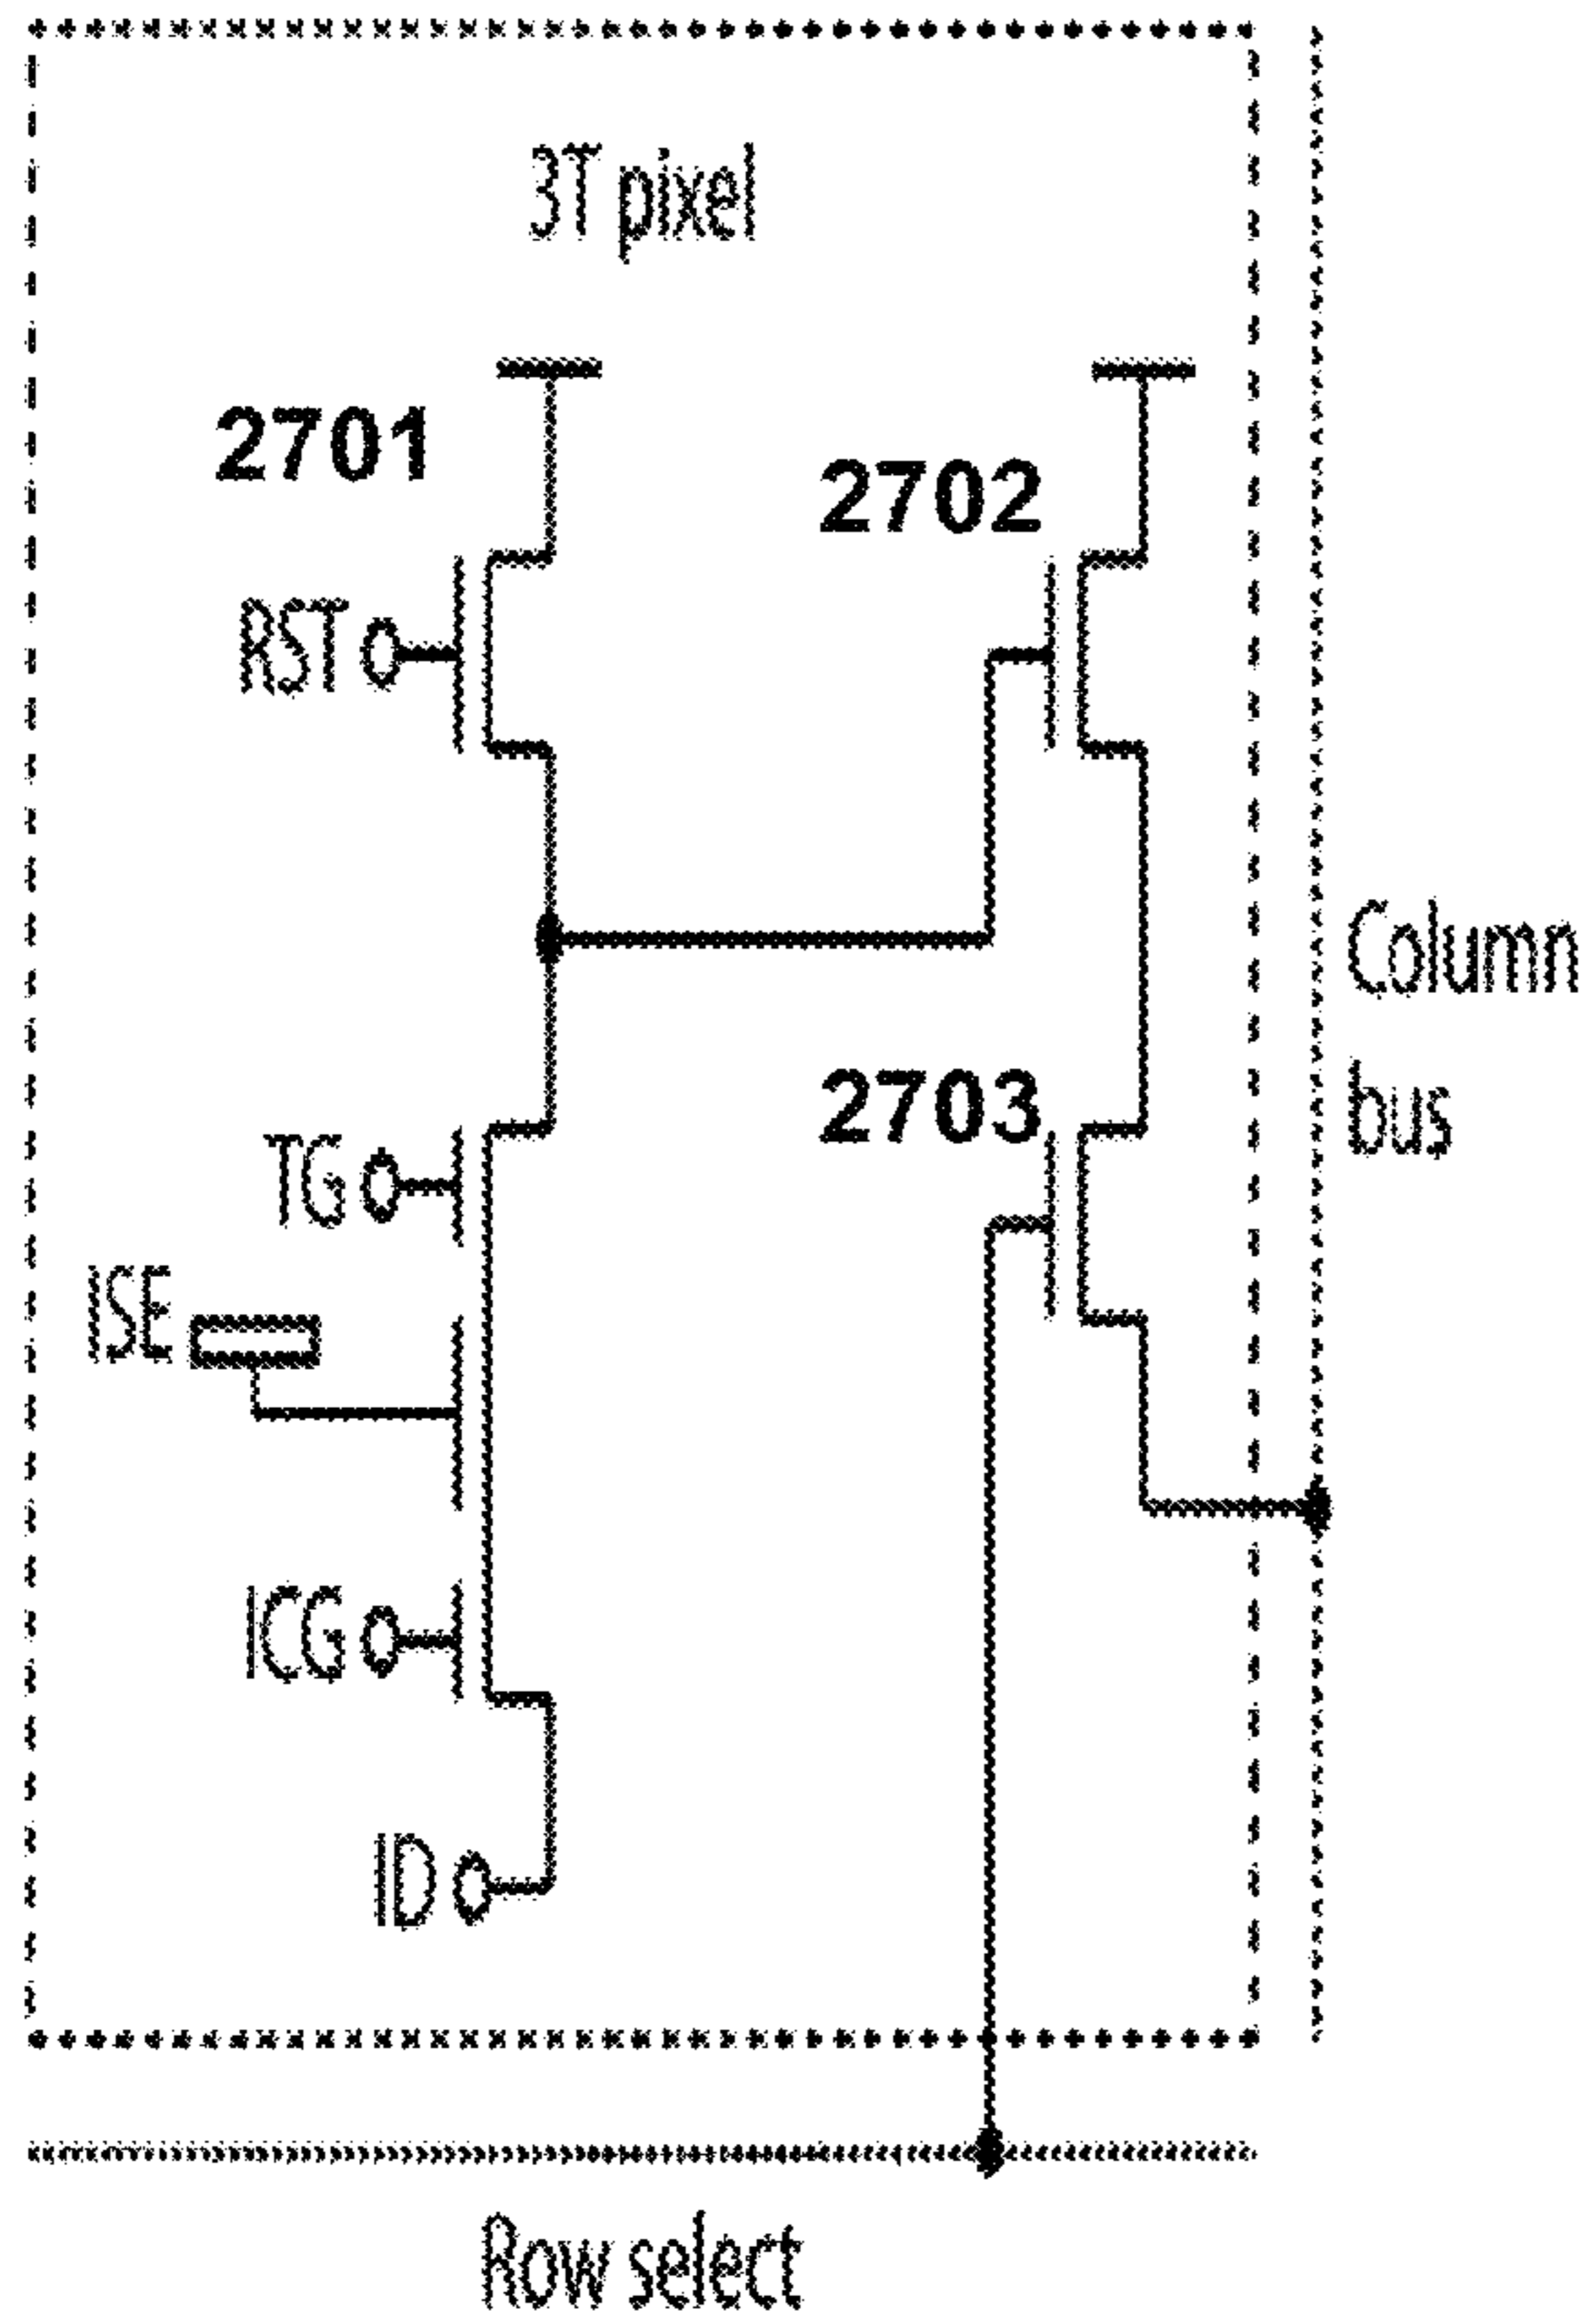 3T pixel
2701
2702
RST
Column
bus
2703
TG
ISE
ICG
ID
Row select